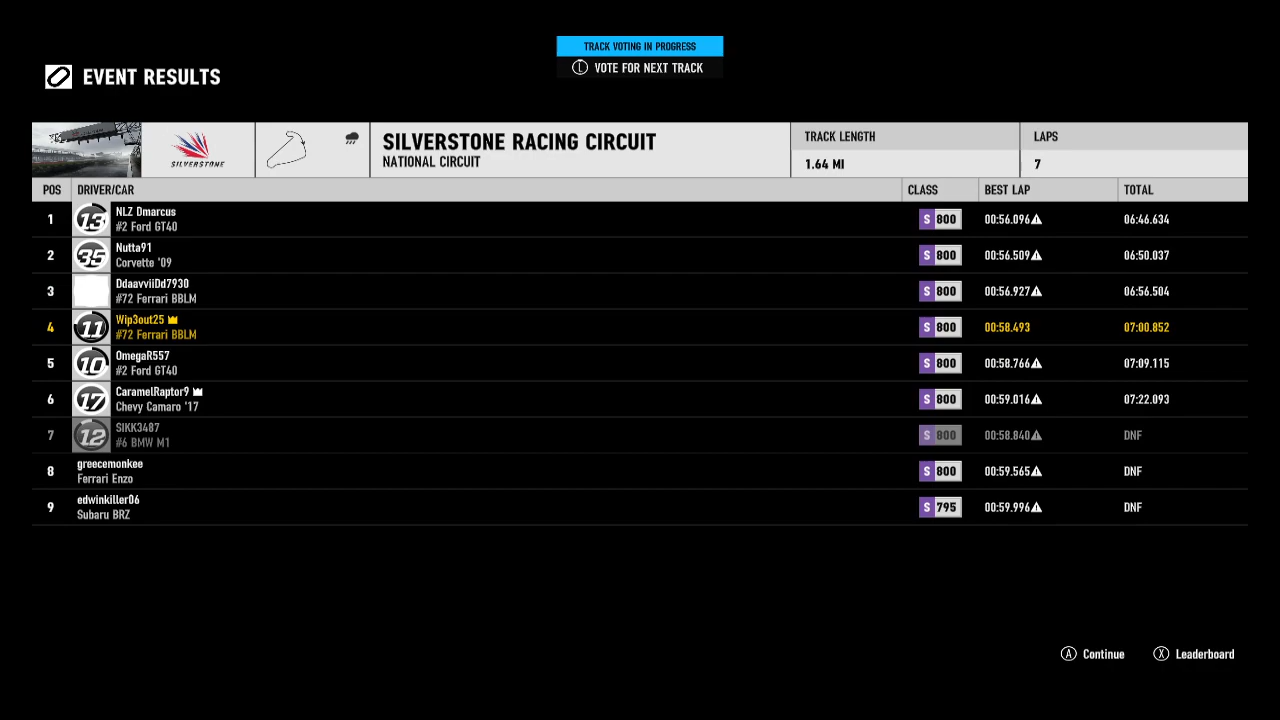 TRACK VOTING IN PROGRESS
Ⓛ VOTE FOR NEXT TRACK
EVENT RESULTS
SILVERSTONE
SILVERSTONE RACING CIRCUIT
NATIONAL CIRCUIT
TRACK LENGTH
1.64 MI
LAPS
7
POS DRIVER/CAR CLASS BEST LAP TOTAL
1 13 NLZ Dmarcus S 800 00:56.096 06:46.634
#2 Ford GT40
2 35 Nutta91 S 800 00:56.509 06:50.037
Corvette '09
3 DdaavviiDd7930 S 800 00:56.927 06:56.504
#72 Ferrari BBLM
4 11 Wip3out25 S 800 00:58.493 07:00.852
#72 Ferrari BBLM
5 10 OmegaR557 S 800 00:58.766 07:09.115
#2 Ford GT40
6 17 CaramelRaptor9 S 800 00:59.016 07:22.093
Chevy Camaro '17
7 12 SIKK3487 S 800 00:58.840 DNF
#6 BMW M1
8 greecemonkee S 800 00:59.565 DNF
Ferrari Enzo
9 edwinkiller06 S 795 00:59.996 DNF
Subaru BRZ
Ⓐ Continue Ⓧ Leaderboard